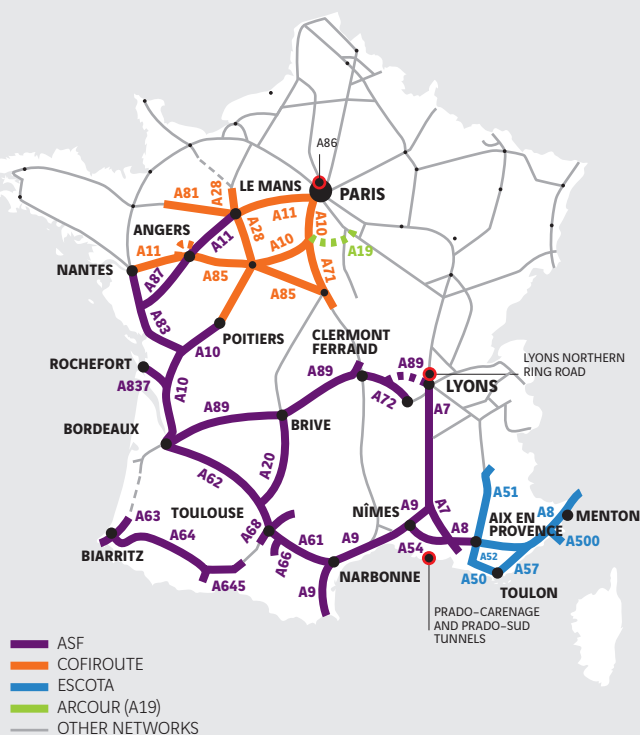 A86
LE MANS
PARIS
A81
A28
A11
A10
ANGERS
A11
A28
A10
A19
A11
NANTES
A87
A85
A71
A85
A83
POITIERS
A10
CLERMONT
FERRAND
ROCHEFORT
A837
A10
A89
A89
LYONS NORTHERN
RING ROAD
LYONS
A72
A7
A89
BRIVE
BORDEAUX
A62
A20
TOULOUSE
NÎMES
A9
A7
A51
A8
MENTON
A63
A64
A68
A61
A66
A9
A54
A8
AIX EN
PROVENCE
A500
A52
A50
A57
BIARRITZ
A645
A9
NARBONNE
TOULON
PRADO-CARENAGE
AND PRADO-SUD
TUNNELS
ASF
COFIROUTE
ESCOTA
ARCOUR (A19)
OTHER NETWORKS